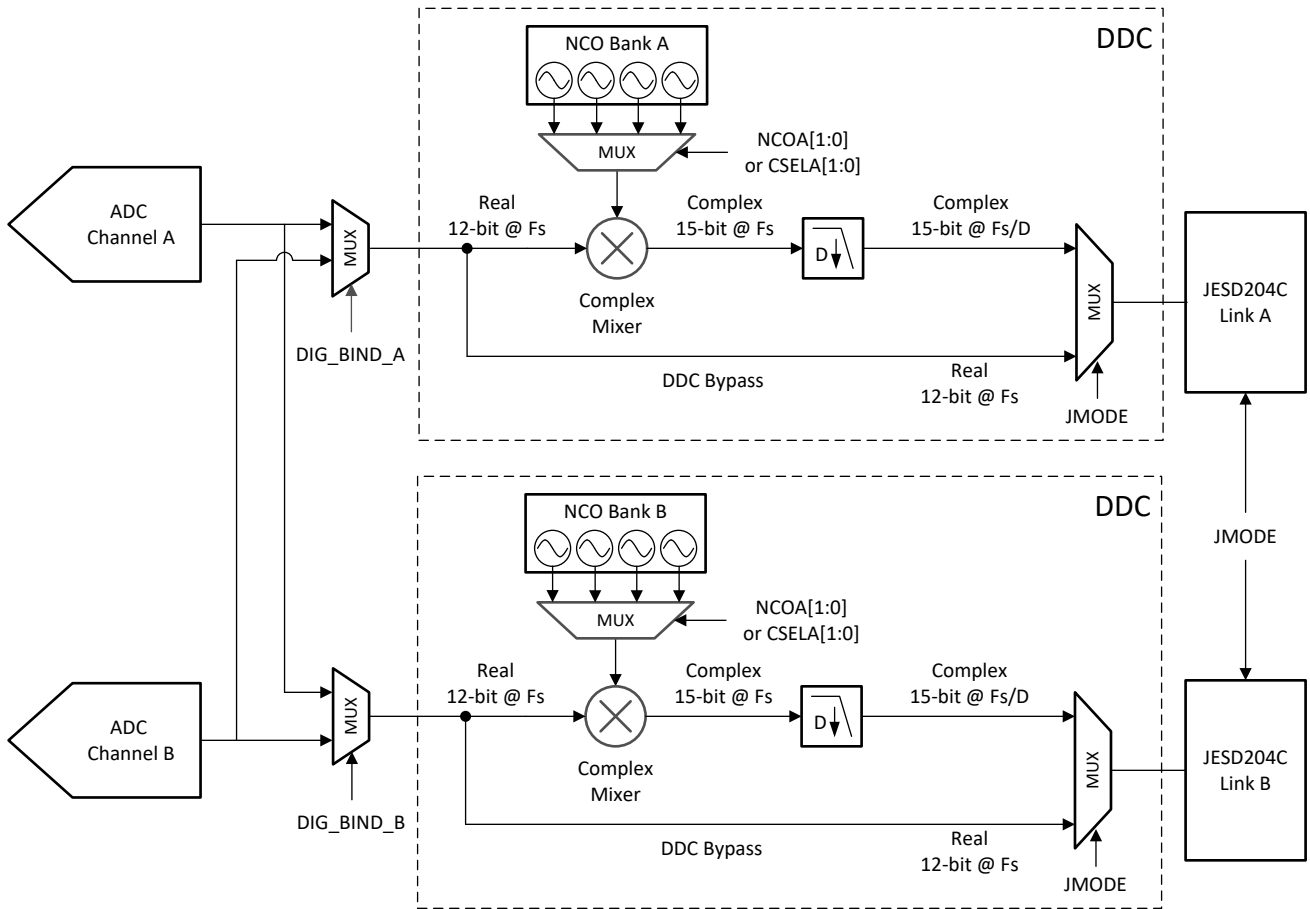 DDC
NCO Bank A
MUX
NCOA[1:0]
or CSELA[1:0]
ADC
Channel A
MUX
DIG_BIND_A
Real
12-bit @ Fs
Complex
Mixer
Complex
15-bit @ Fs
D
Complex
15-bit @ Fs/D
DDC Bypass
Real
12-bit @ Fs
MUX
JMODE
JESD204C
Link A
JMODE
DDC
NCO Bank B
MUX
NCOA[1:0]
or CSELA[1:0]
ADC
Channel B
MUX
DIG_BIND_B
Real
12-bit @ Fs
Complex
Mixer
Complex
15-bit @ Fs
D
Complex
15-bit @ Fs/D
DDC Bypass
Real
12-bit @ Fs
MUX
JMODE
JESD204C
Link B